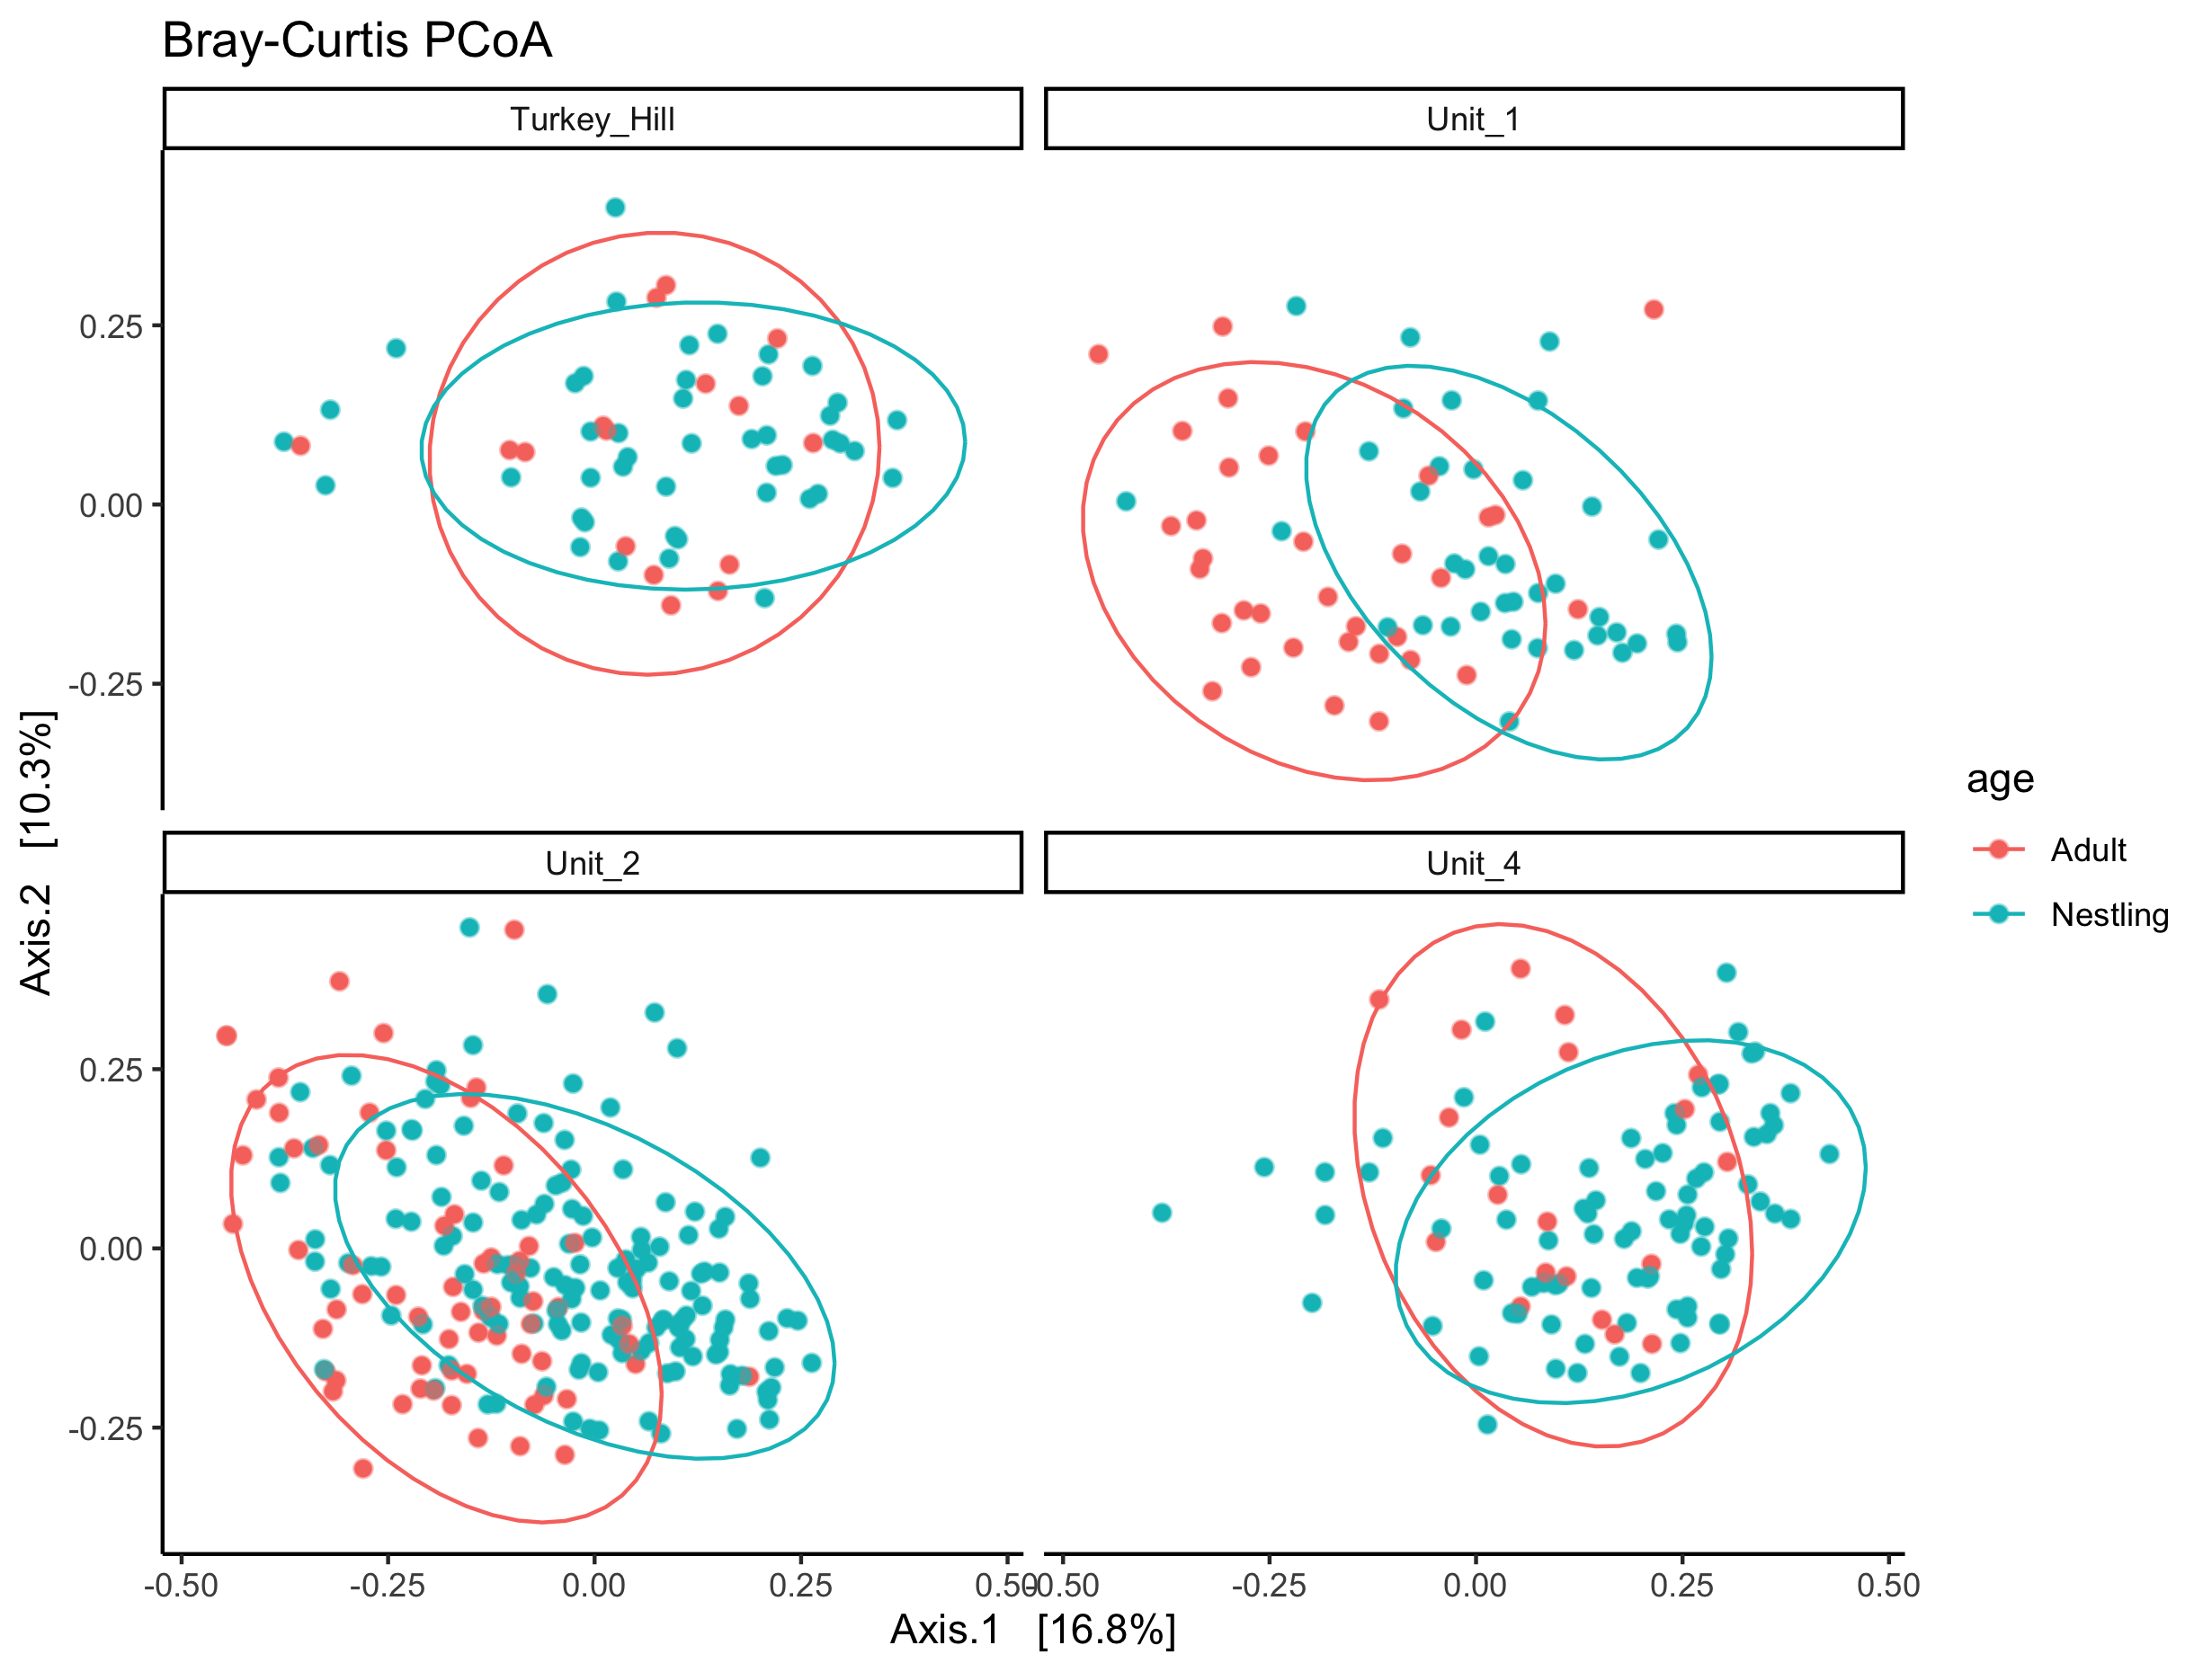 Bray-Curtis PCoA
Turkey_Hill
Unit_1
0.25
0.00
-0.25
Axis.2 [10.3%]
age
Adult
Nestling
Unit_2
Unit_4
0.25
0.00
-0.25
-0.50 -0.25 0.00 0.25 0.50
-0.50 -0.25 0.00 0.25 0.50
Axis.1 [16.8%]